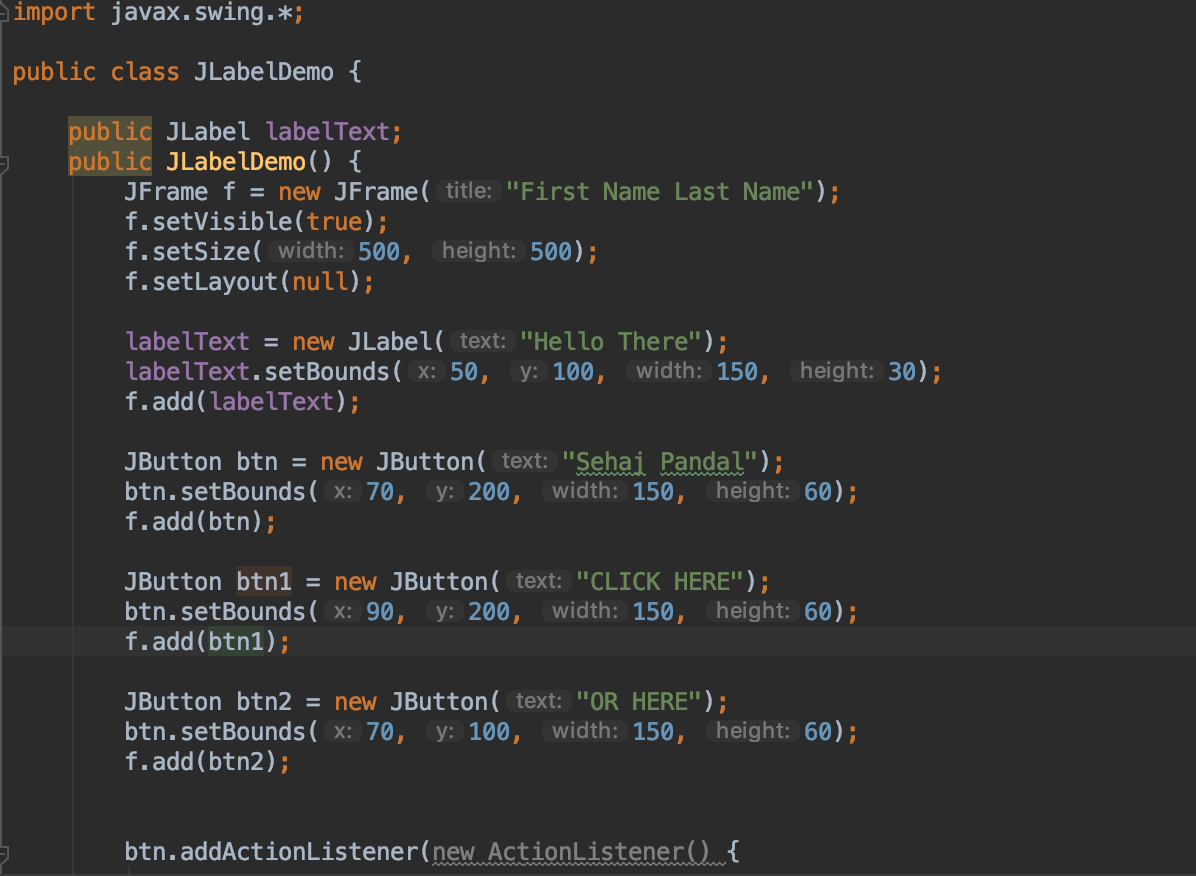 import javax.swing.*;
public class JLabelDemo {
public JLabel labelText;
public JLabelDemo() {
JFrame f = new JFrame( title: "First Name Last Name");
f.setVisible(true);
f.setSize( width: 500, height: 500);
f.setLayout(null);
labelText = new JLabel( text: "Hello There");
labelText.setBounds( x: 50, y: 100, width: 150, height: 30);
f.add(labelText);
JButton btn = new JButton( text: "Sehaj Pandal");
btn.setBounds( x: 70, y: 200, width: 150, height: 60);
f.add(btn);
JButton btn1 = new JButton( text: "CLICK HERE");
btn.setBounds( x: 90, y: 200, width: 150, height: 60);
f.add(btn1);
JButton btn2 = new JButton( text: "OR HERE");
btn.setBounds( x: 70, y: 100, width: 150, height: 60);
f.add(btn2);
btn.addActionListener(new ActionListener() {